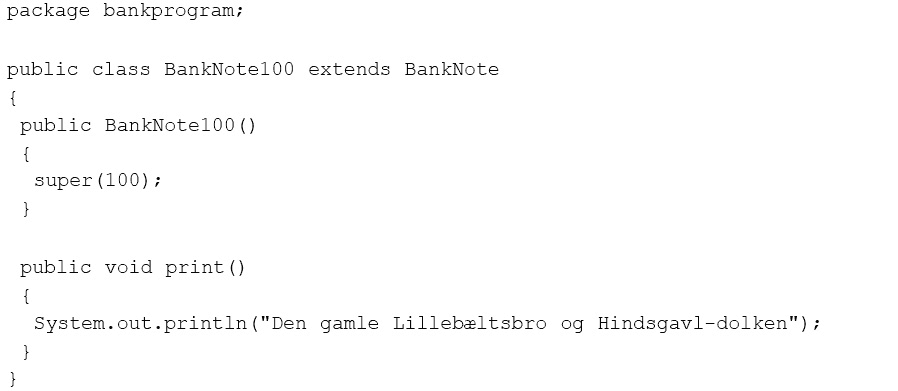 package bankprogram;

public class BankNote100 extends BankNote
{
 public BankNote100()
 {
  super(100);
 }

 public void print()
 {
  System.out.println("Den gamle Lillebæltsbro og Hindsgavl-dolken");
 }
}